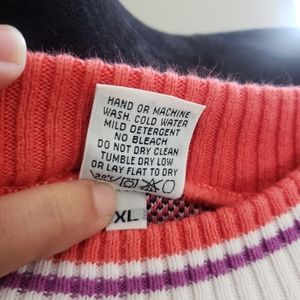 HAND OR MACHINE
WASH. COLD WATER
MILD DETERGENT
NO BLEACH
DO NOT DRY CLEAN
TUMBLE DRY LOW
OR LAY FLAT TO DRY
XL